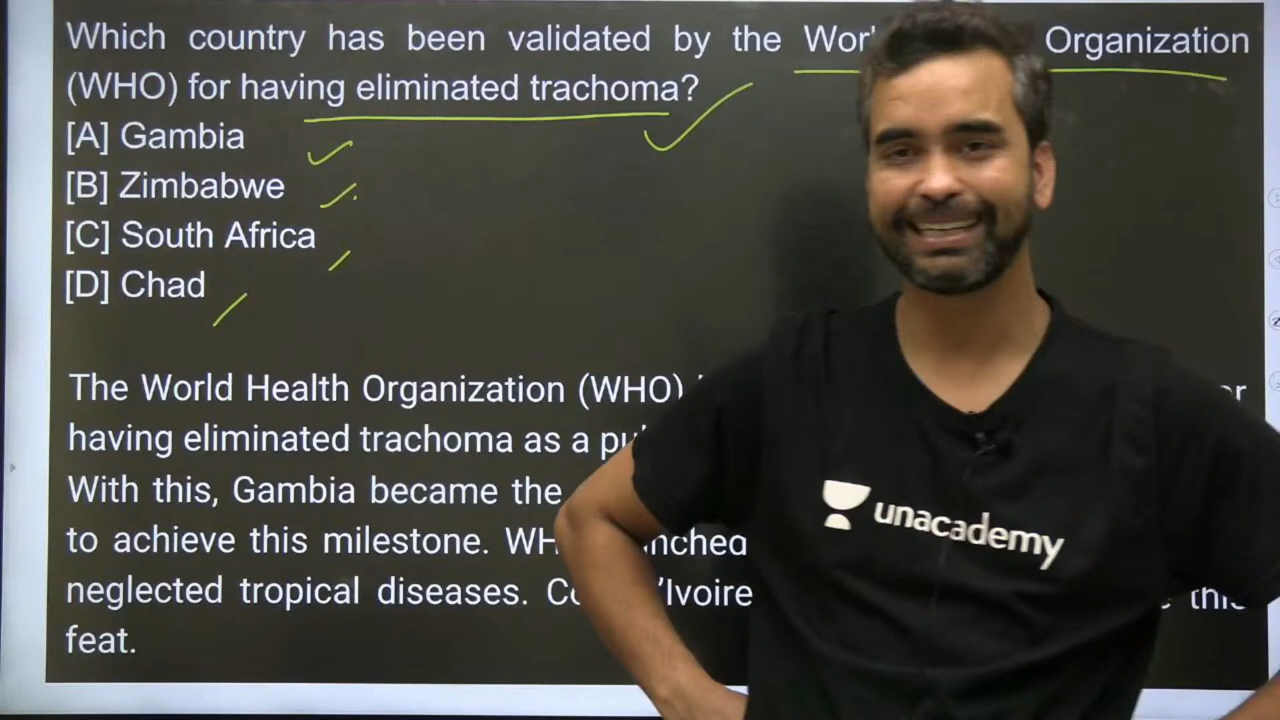 Which country has been validated by the Organization
(WHO) for having eliminated trachoma?
[A] Gambia
[B] Zimbabwe
[C] South Africa
[D] Chad
The World Health Organization (WHO)
having eliminated trachoma as a
With this, Gambia became the
to achieve this milestone.
neglected tropical diseases. this
feat.
unacademy